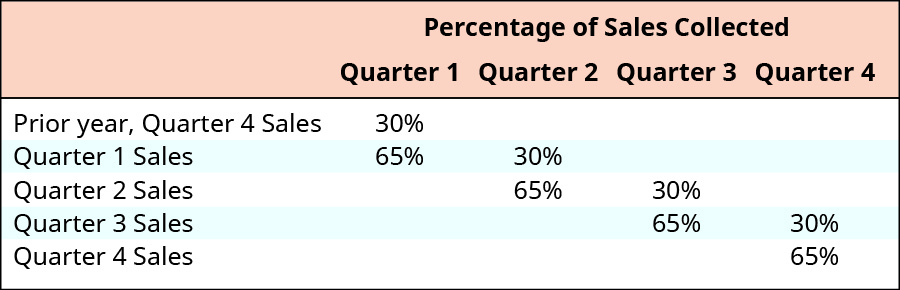 Percentage of Sales Collected
Quarter 1 Quarter 2 Quarter 3 Quarter 4
Prior year, Quarter 4 Sales 30%
Quarter 1 Sales 65% 30%
Quarter 2 Sales 65% 30%
Quarter 3 Sales 65% 30%
Quarter 4 Sales 65%